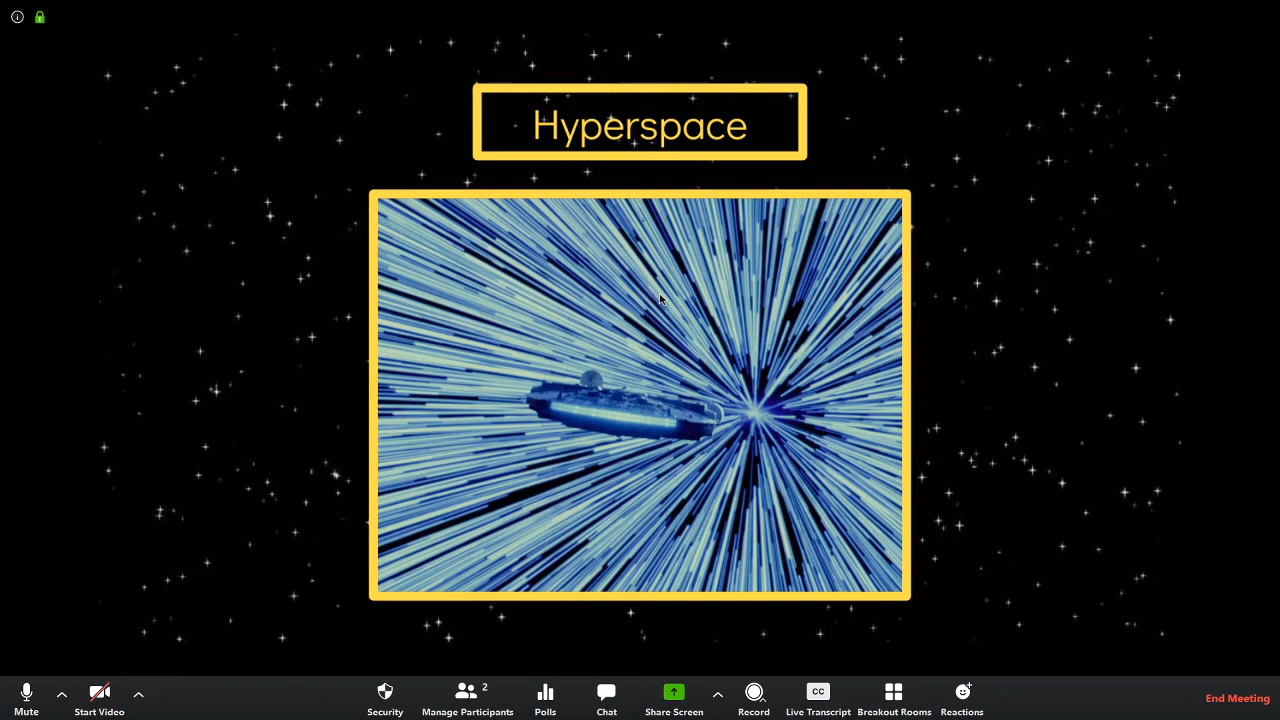 Hyperspace
2
CC
Mute
Start Video
Security
Manage Participants
Polls
Chat
Share Screen
Record
Live Transcript
Breakout Rooms
Reactions
End Meeting